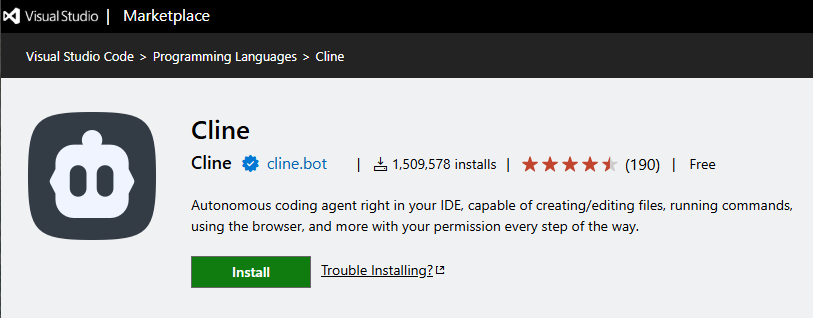 Visual Studio | Marketplace
Visual Studio Code > Programming Languages > Cline
Cline
Cline cline.bot | 1,509,578 installs | (190) | Free
Autonomous coding agent right in your IDE, capable of creating/editing files, running commands,
using the browser, and more with your permission every step of the way.
Install Trouble Installing?